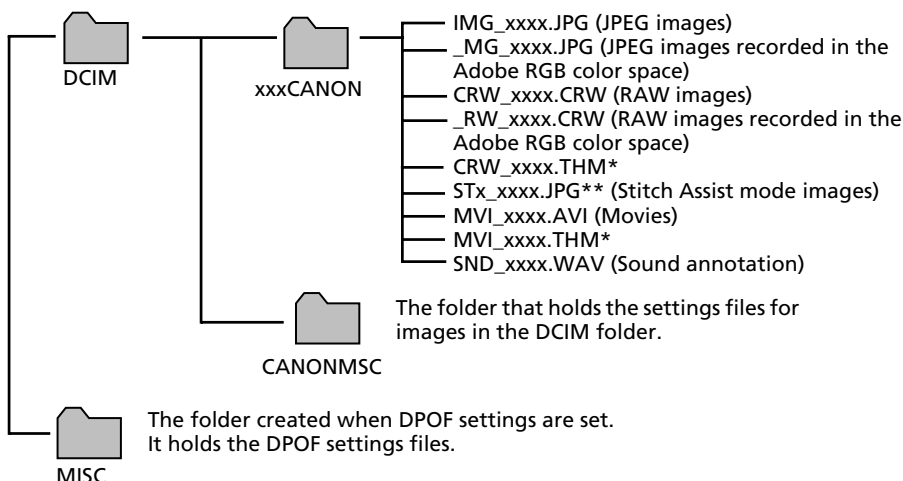 DCIM
xxxCANON
IMG_xxxx.JPG (JPEG images)
_MG_xxxx.JPG (JPEG images recorded in the
Adobe RGB color space)
CRW_xxxx.CRW (RAW images)
_RW_xxxx.CRW (RAW images recorded in the
Adobe RGB color space)
CRW_xxxx.THM*
STx_xxxx.JPG** (Stitch Assist mode images)
MVI_xxxx.AVI (Movies)
MVI_xxxx.THM*
SND_xxxx.WAV (Sound annotation)
The folder that holds the settings files for
images in the DCIM folder.
CANONMSC
The folder created when DPOF settings are set.
It holds the DPOF settings files.
MISC